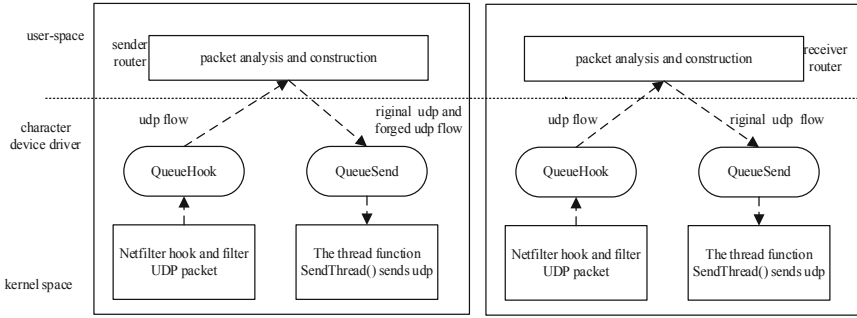 user-space
sender
router
packet analysis and construction
udp flow
riginal udp and
forged udp flow
character
device driver
QueueHook
QueueSend
Netfilter hook and filter
UDP packet
The thread function
SendThread() sends udp
kernel space
packet analysis and construction
receiver
router
udp flow
riginal udp flow
QueueHook
QueueSend
Netfilter hook and filter
UDP packet
The thread function
SendThread() sends udp